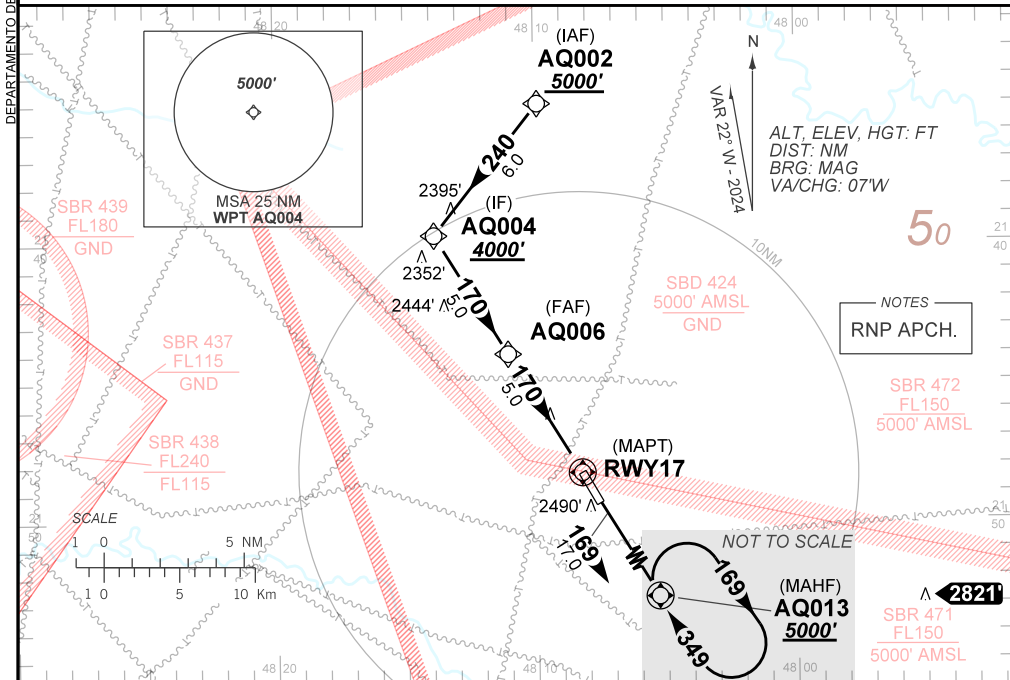 DEPARTAMENTO DE
48 20
48 10
48 00
(IAF)
AQ002
5000'
N
VAR 22° W - 2024
ALT, ELEV, HGT: FT
DIST: NM
BRG: MAG
VA/CHG: 07'W
5000'
MSA 25 NM
WPT AQ004
240
6.0
2395'
(IF)
AQ004
4000'
2352'
2444'
170
5.0
SBR 439
FL180
GND
50
21
40
10NM
SBD 424
5000' AMSL
GND
NOTES
RNP APCH.
(FAF)
AQ006
170
5.0
SBR 437
FL115
GND
SBR 472
FL150
5000' AMSL
SBR 438
FL240
FL115
(MAPT)
RWY17
2490'
21
50
SCALE
1 0 5 NM
1 0 5 10 Km
169
17.0
NOT TO SCALE
169
(MAHF)
AQ013
5000'
349
2821'
SBR 471
FL150
5000' AMSL
48 20
48 10
48 00